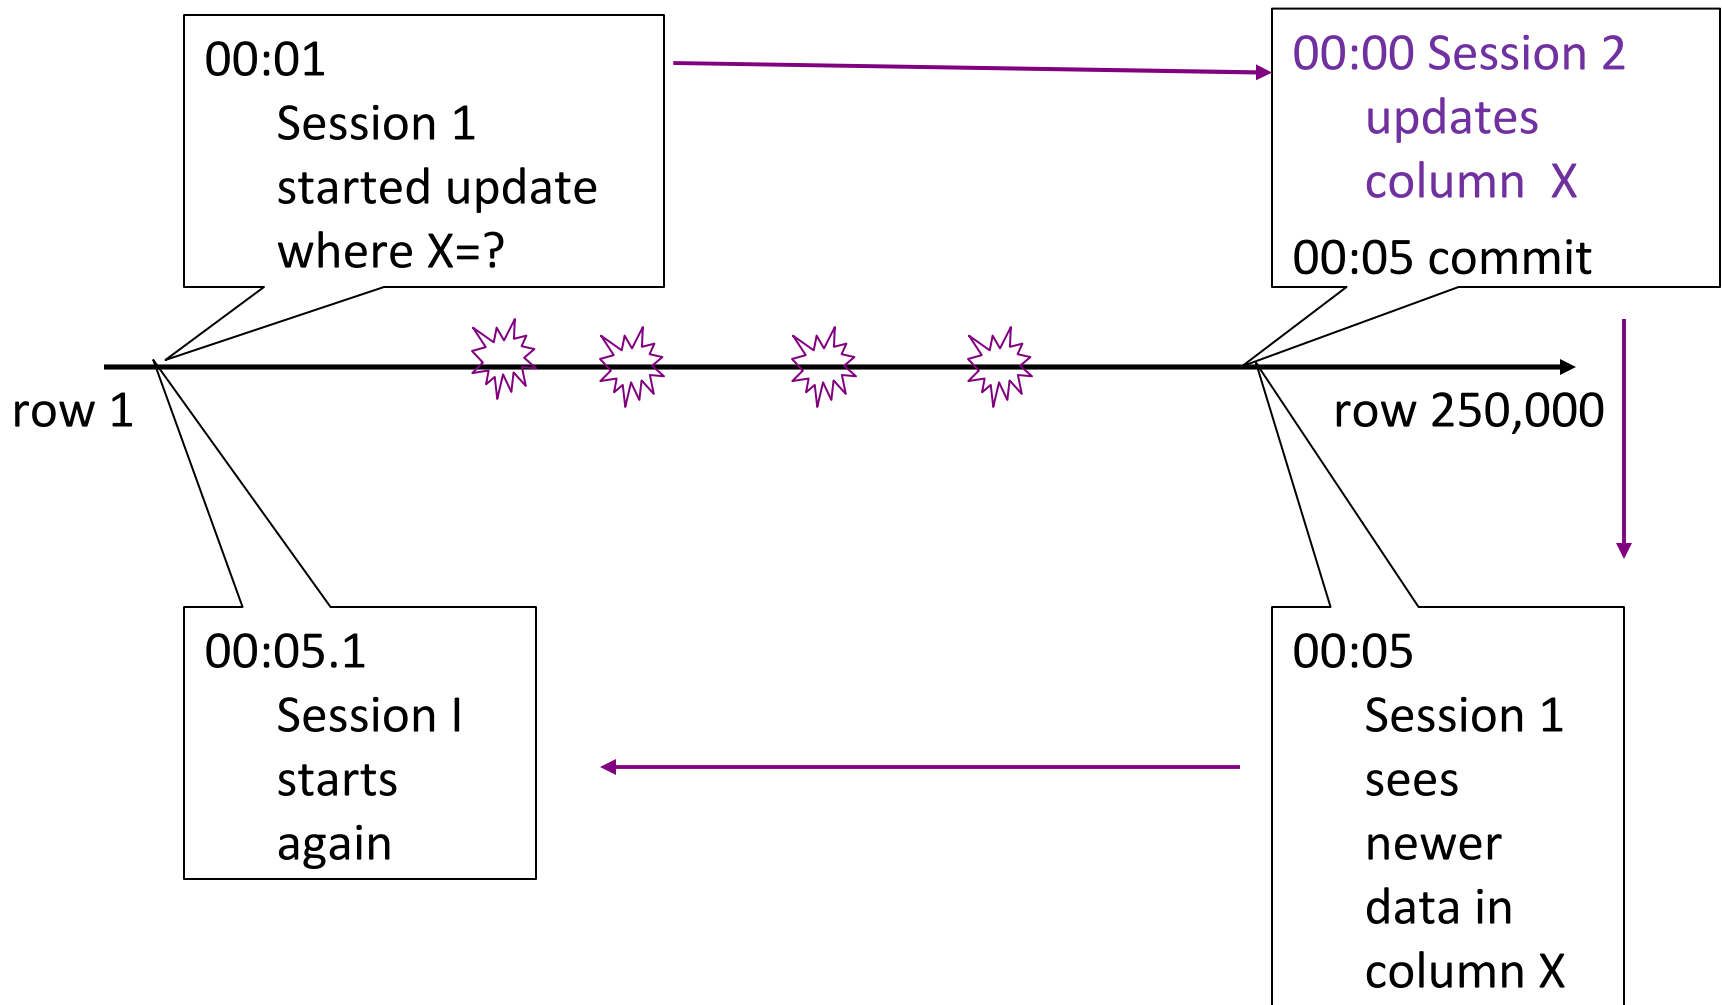 00:01
Session 1
started update
where X=?
00:00 Session 2
updates
column X
00:05 commit
row 1
row 250,000
00:05.1
Session I
starts
again
00:05
Session 1
sees
newer
data in
column X